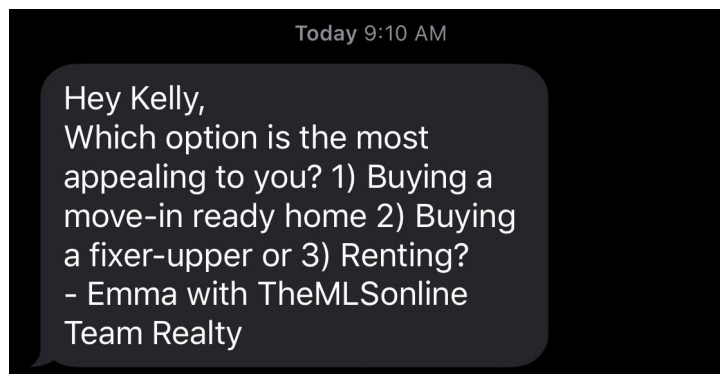 Today 9:10 AM
Hey Kelly,
Which option is the most
appealing to you? 1) Buying a
move-in ready home 2) Buying
a fixer-upper or 3) Renting?
- Emma with TheMLSonline
Team Realty